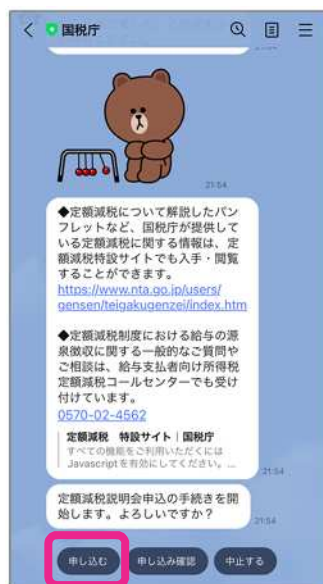 国税庁
21:54
◆定額減税について解説したパン
フレットなど、国税庁が提供して
いる定額減税に関する情報は、定
額減税特設サイトでも入手・閲覧
することができます。
https://www.nta.go.jp/users/
gensen/teigakugenzei/index.htm
◆定額減税制度における給与の源
泉徴収に関する一般的なご質問や
ご相談は、給与支払者向け所得税
定額減税コールセンターでも受け
付けています。
0570-02-4562
定額減税 特設サイト｜国税庁
すべての機能をご利用いただくには
Javascriptを有効にしてください。...
21:54
定額減税説明会申込の手続きを開
始します。よろしいですか？
21:54
申し込む
申し込み確認
中止する